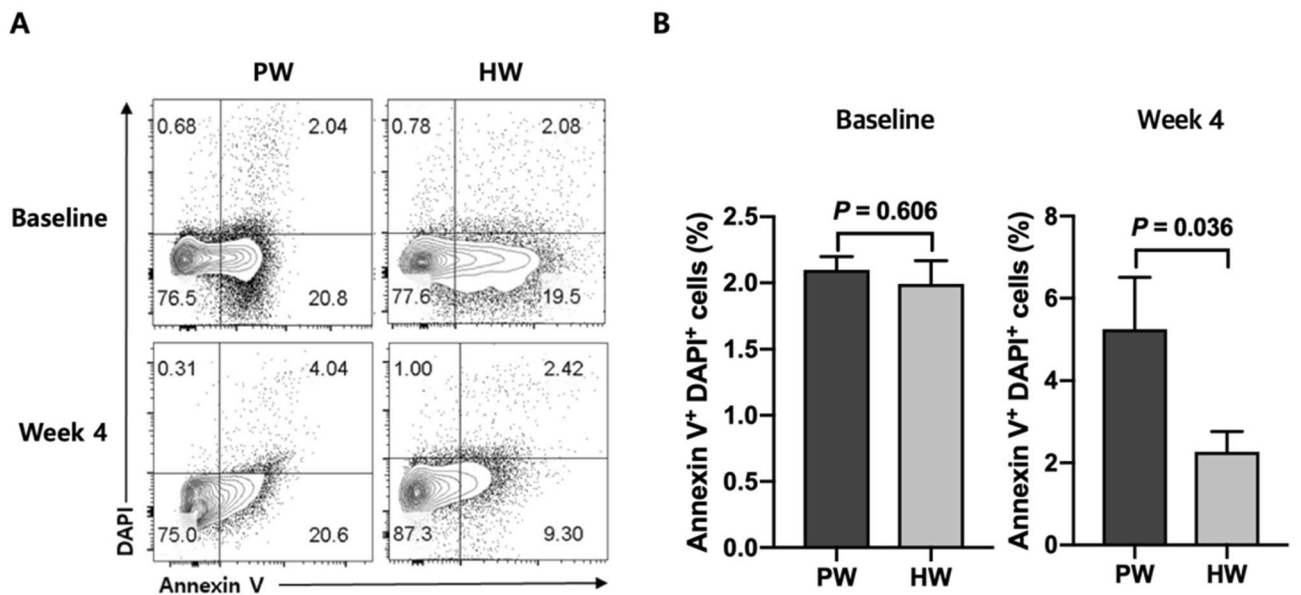 A
B
PW HW
Baseline
0.68 2.04
76.5 20.8
0.78 2.08
77.6 19.5
Week 4
0.31 4.04
75.0 20.6
1.00 2.42
87.3 9.30
DAPI
Annexin V
Baseline
P = 0.606
Annexin V⁺ DAPI⁺ cells (%)
2.5
2.0
1.5
1.0
0.5
0.0
PW HW
Week 4
P = 0.036
Annexin V⁺ DAPI⁺ cells (%)
8
6
4
2
0
PW HW